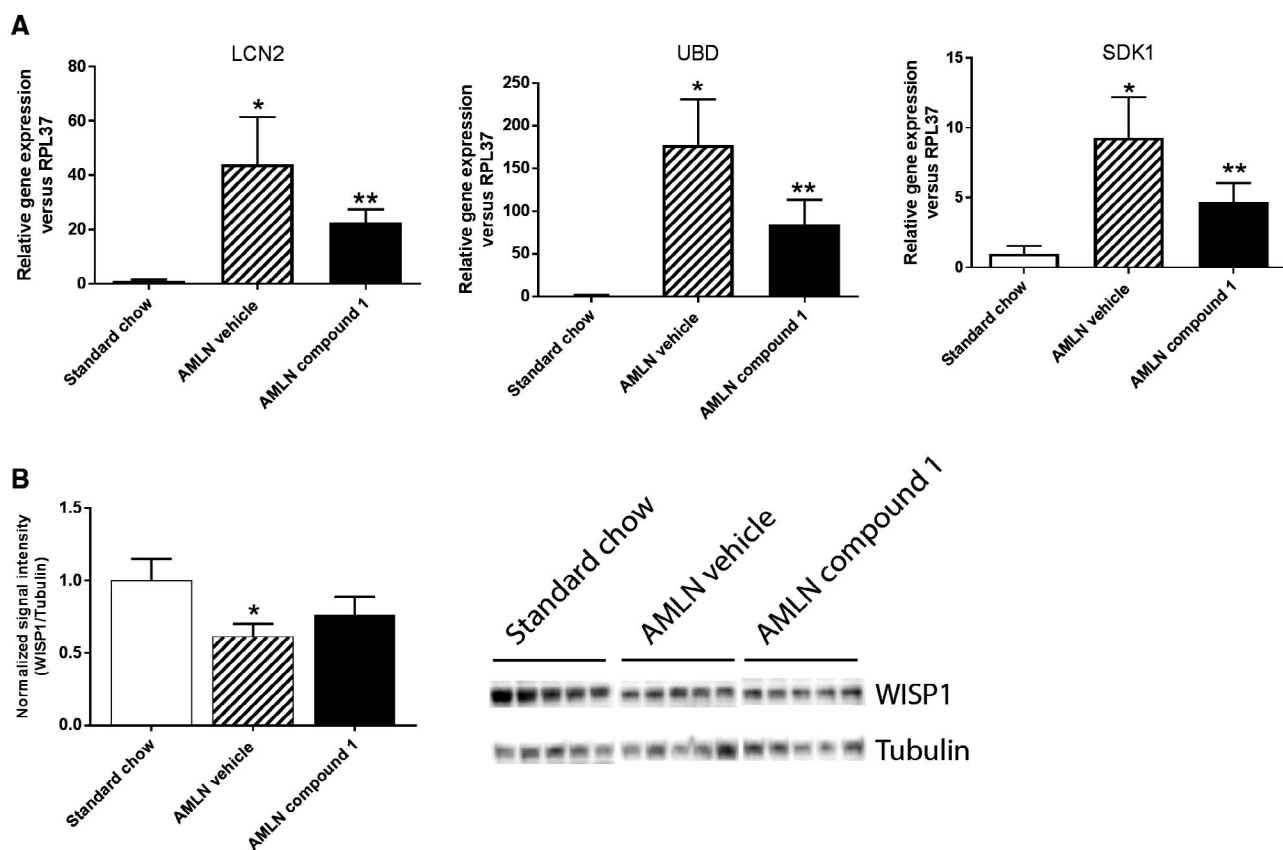 A
LCN2
Relative gene expression
versus RPL37
80
60
40
20
0
*
**
Standard chow
AMLN vehicle
AMLN compound 1
UBD
Relative gene expression
versus RPL37
250
200
150
100
50
0
*
**
Standard chow
AMLN vehicle
AMLN compound 1
SDK1
Relative gene expression
versus RPL37
15
10
5
0
*
**
Standard chow
AMLN vehicle
AMLN compound 1
B
Normalized signal intensity
(WISP1/Tubulin)
1.5
1.0
0.5
0.0
*
Standard chow
AMLN vehicle
AMLN compound 1
Standard chow
AMLN vehicle
AMLN compound 1
WISP1
Tubulin